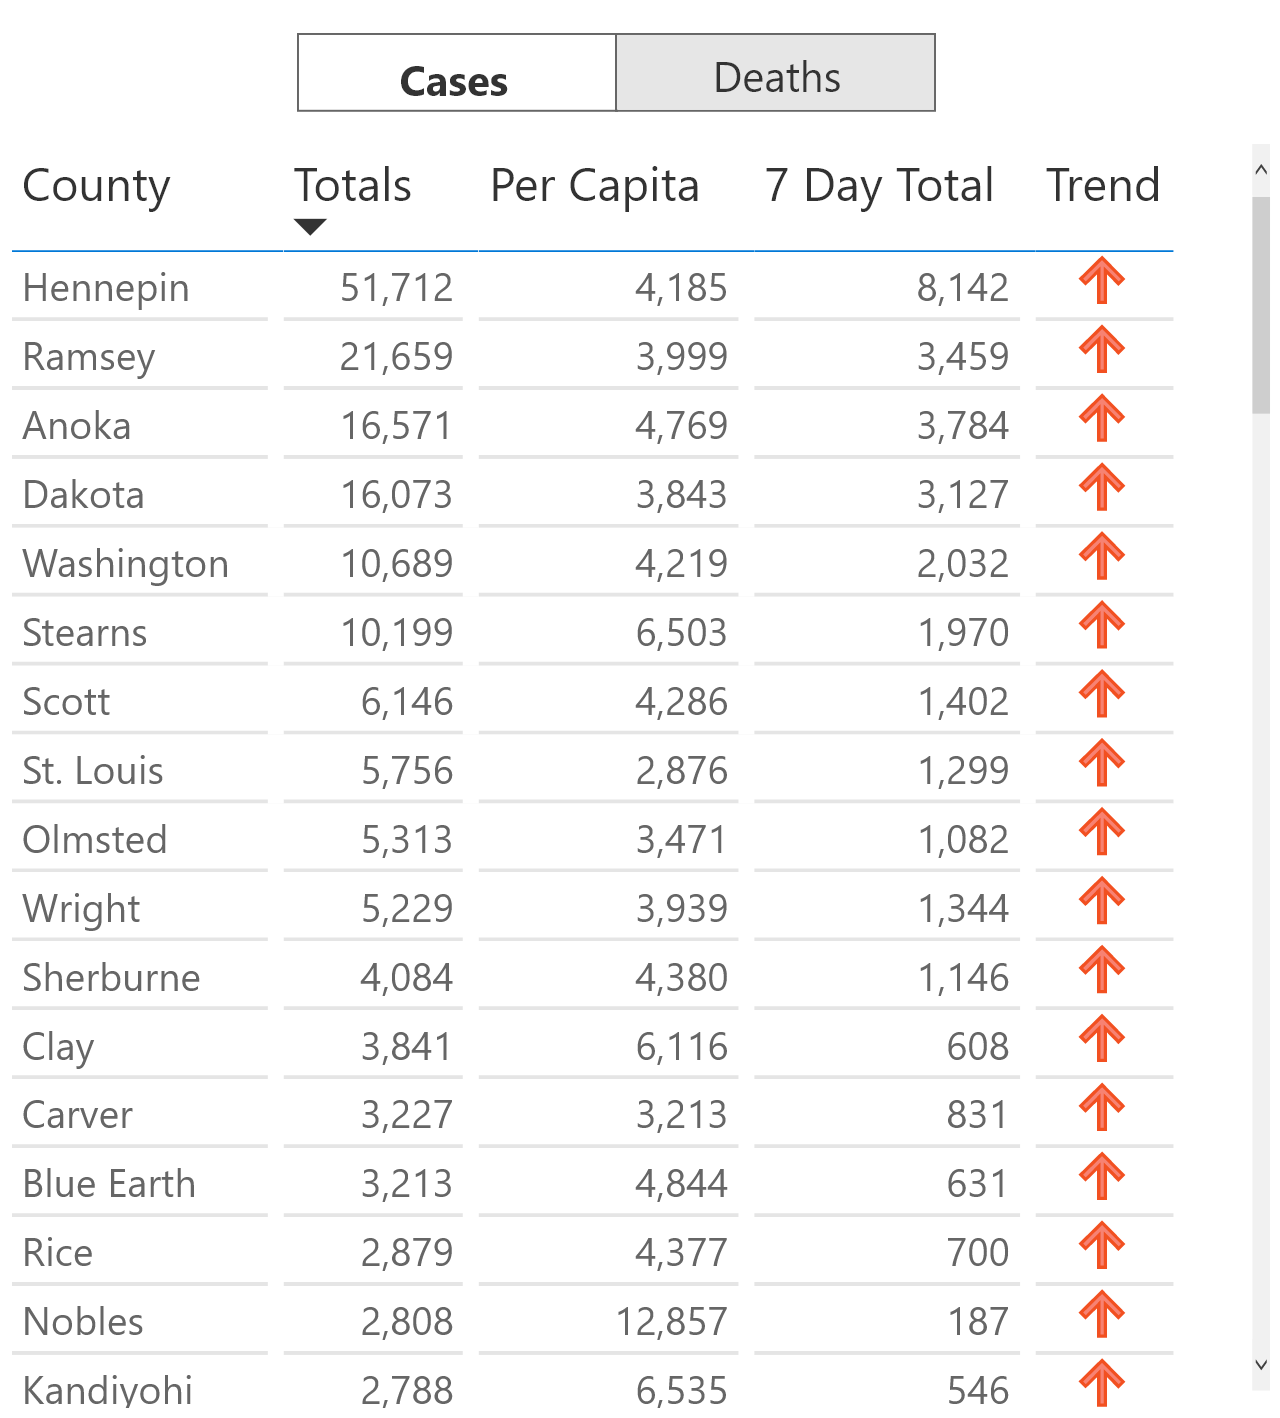 Cases Deaths
County Totals Per Capita 7 Day Total Trend
Hennepin 51,712 4,185 8,142
Ramsey 21,659 3,999 3,459
Anoka 16,571 4,769 3,784
Dakota 16,073 3,843 3,127
Washington 10,689 4,219 2,032
Stearns 10,199 6,503 1,970
Scott 6,146 4,286 1,402
St. Louis 5,756 2,876 1,299
Olmsted 5,313 3,471 1,082
Wright 5,229 3,939 1,344
Sherburne 4,084 4,380 1,146
Clay 3,841 6,116 608
Carver 3,227 3,213 831
Blue Earth 3,213 4,844 631
Rice 2,879 4,377 700
Nobles 2,808 12,857 187
Kandiyohi 2,788 6,535 546